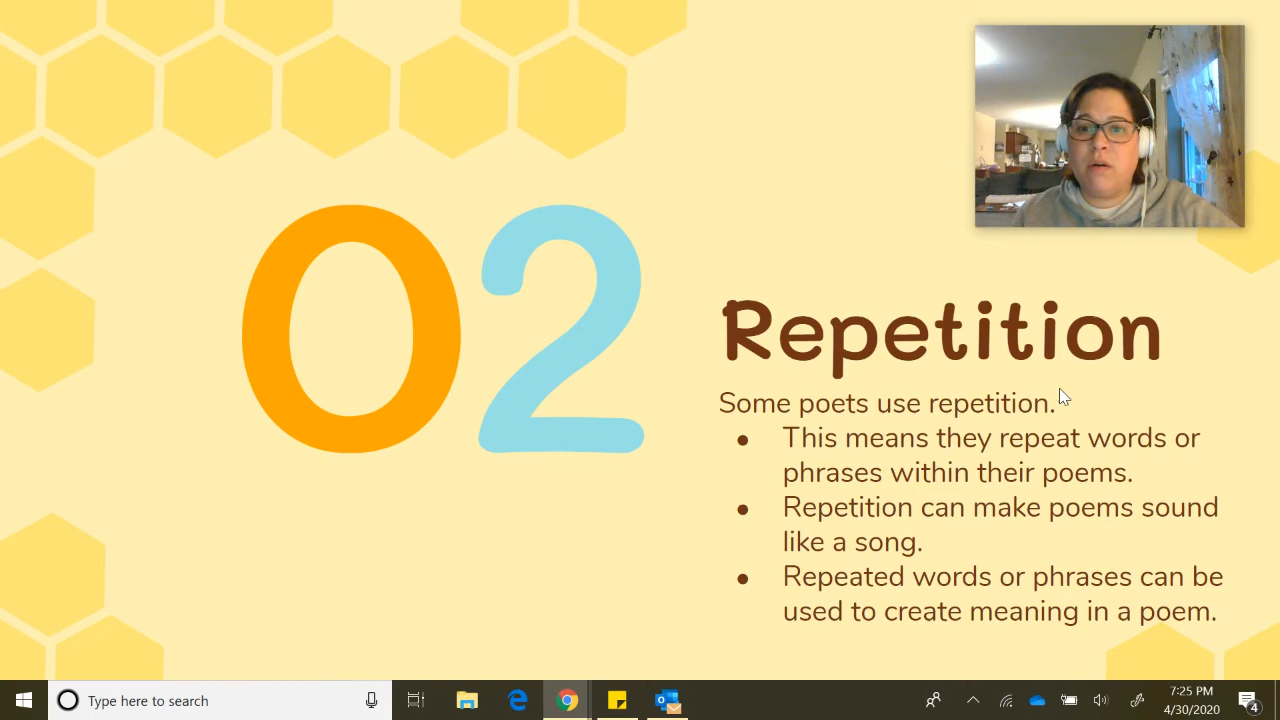 02
Repetition
Some poets use repetition.
● This means they repeat words or
phrases within their poems.
● Repetition can make poems sound
like a song.
● Repeated words or phrases can be
used to create meaning in a poem.
Type here to search
7:25 PM
4/30/2020
4